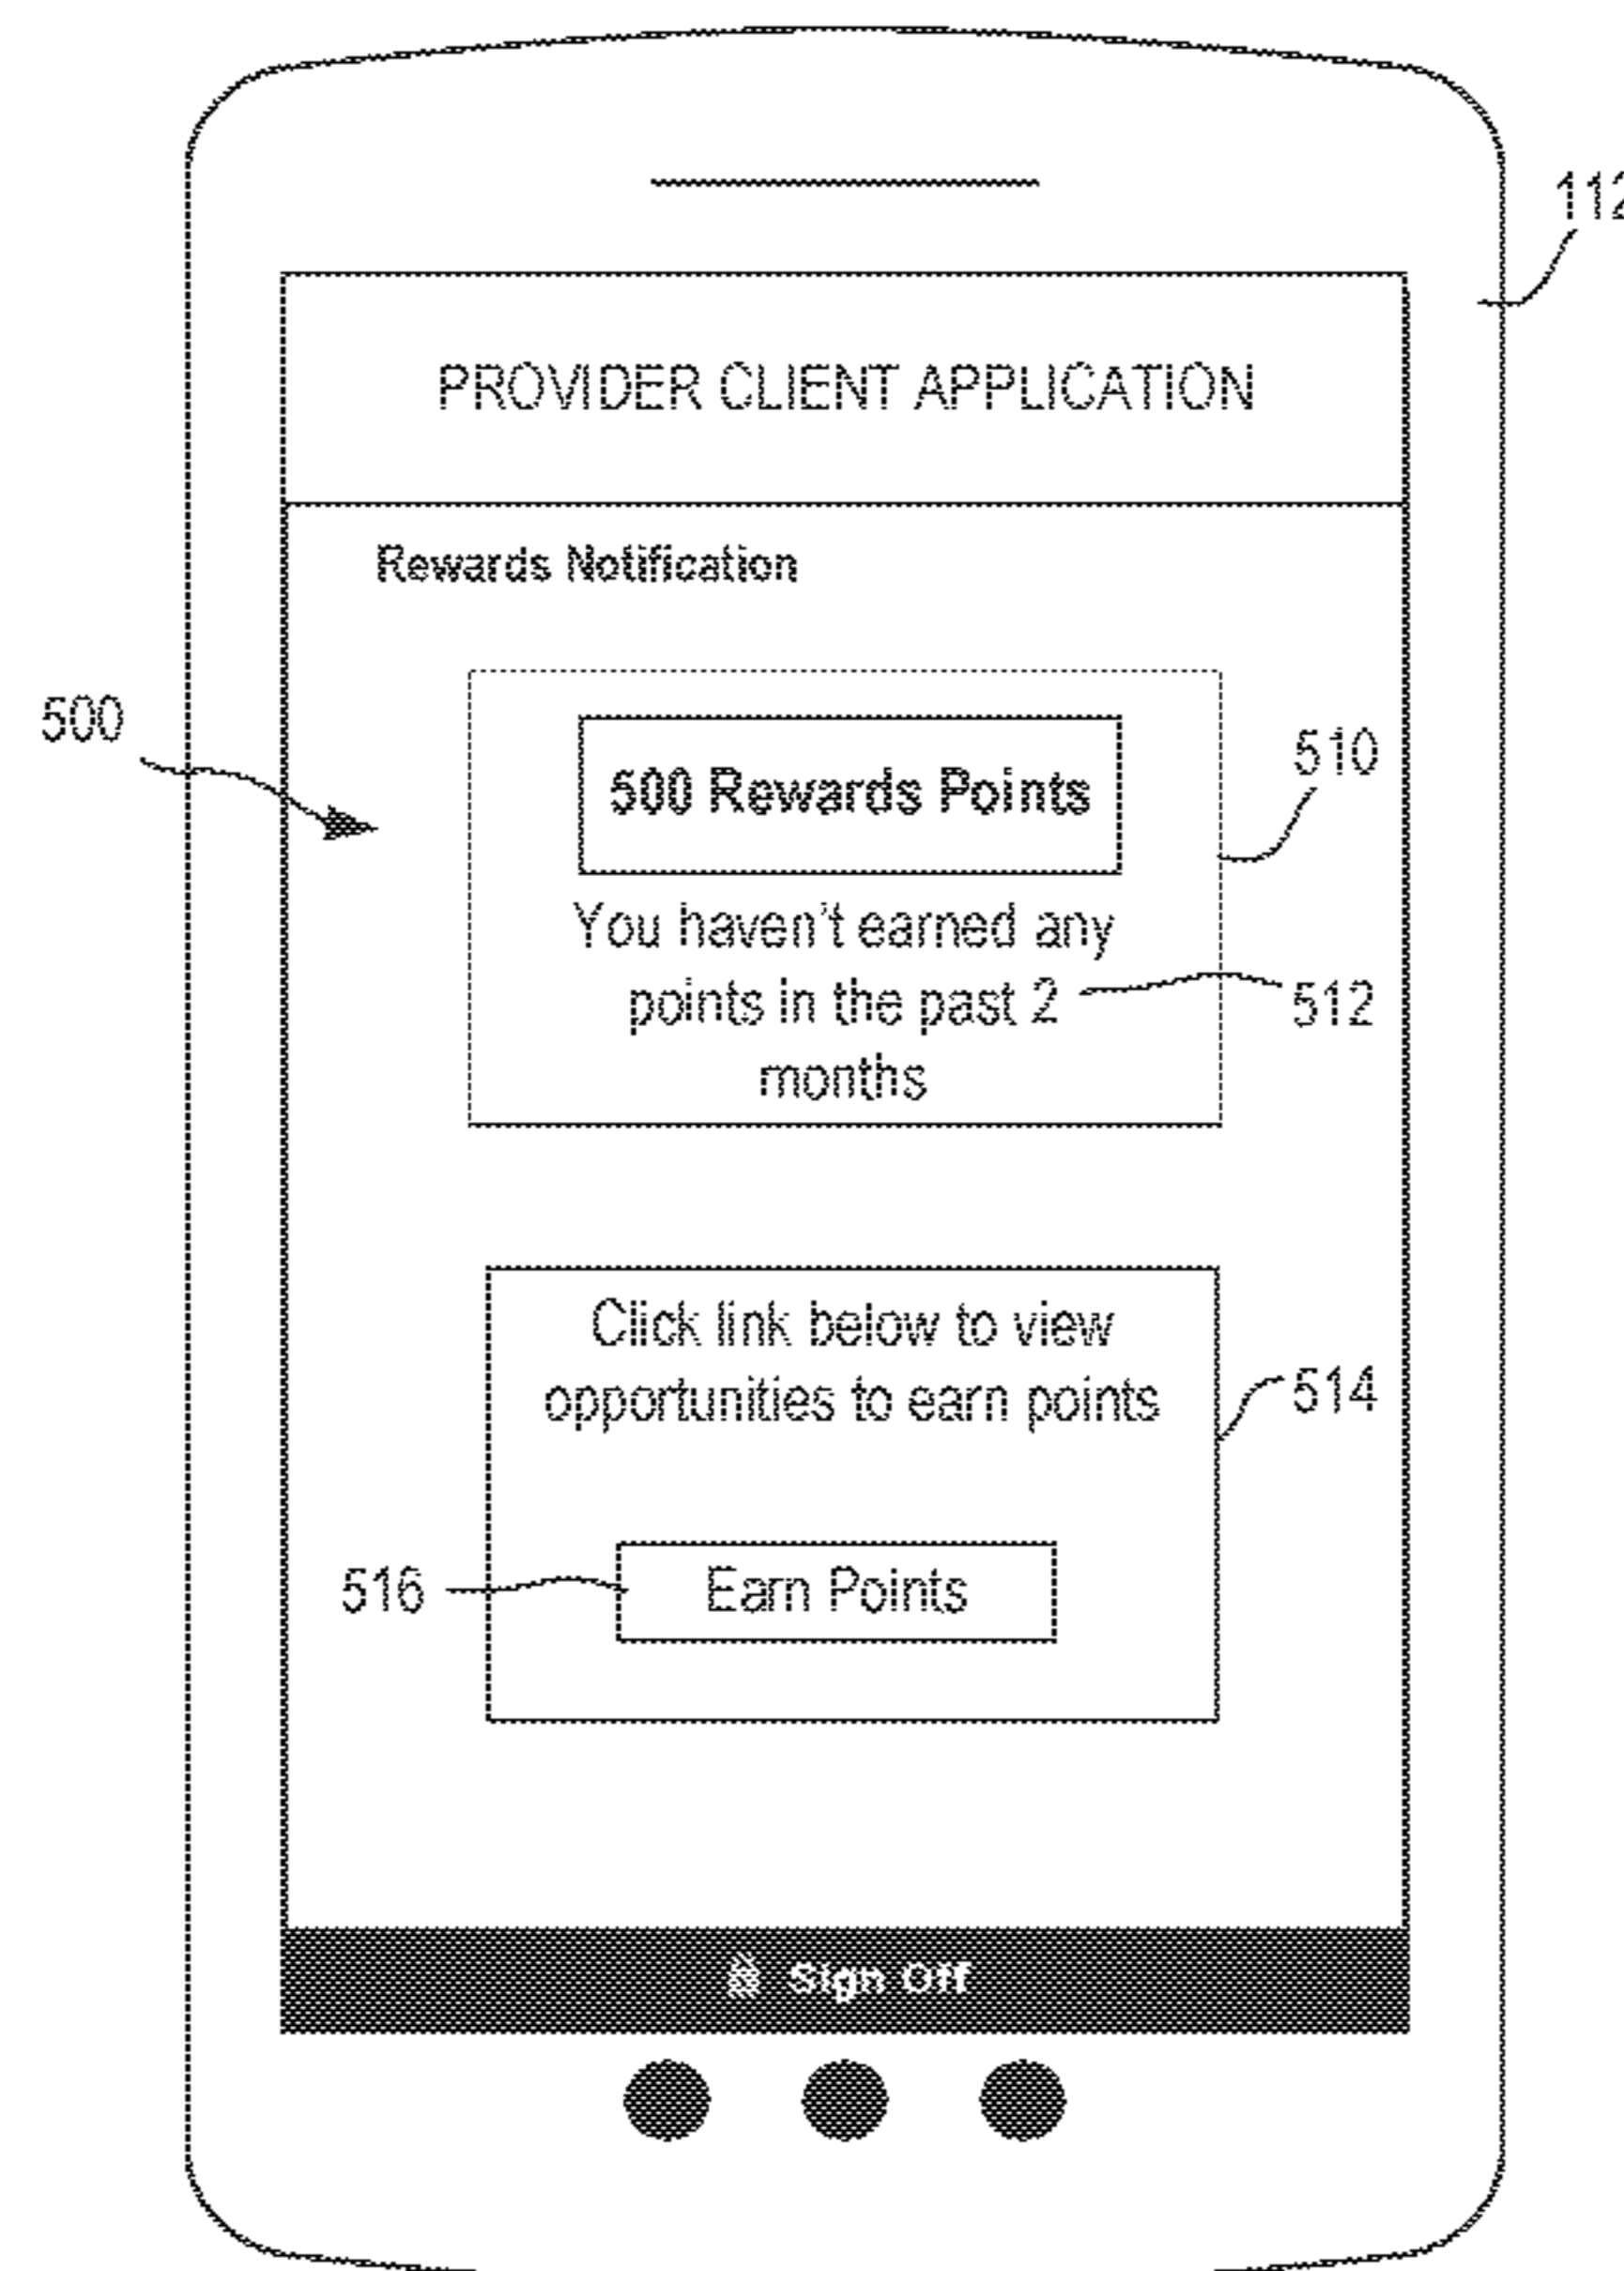 112
PROVIDER CLIENT APPLICATION
Rewards Notification
500
510
500 Rewards Points
You haven't earned any
points in the past 2
512
months
Click link below to view
opportunities to earn points
514
516
Earn Points
Sign Off